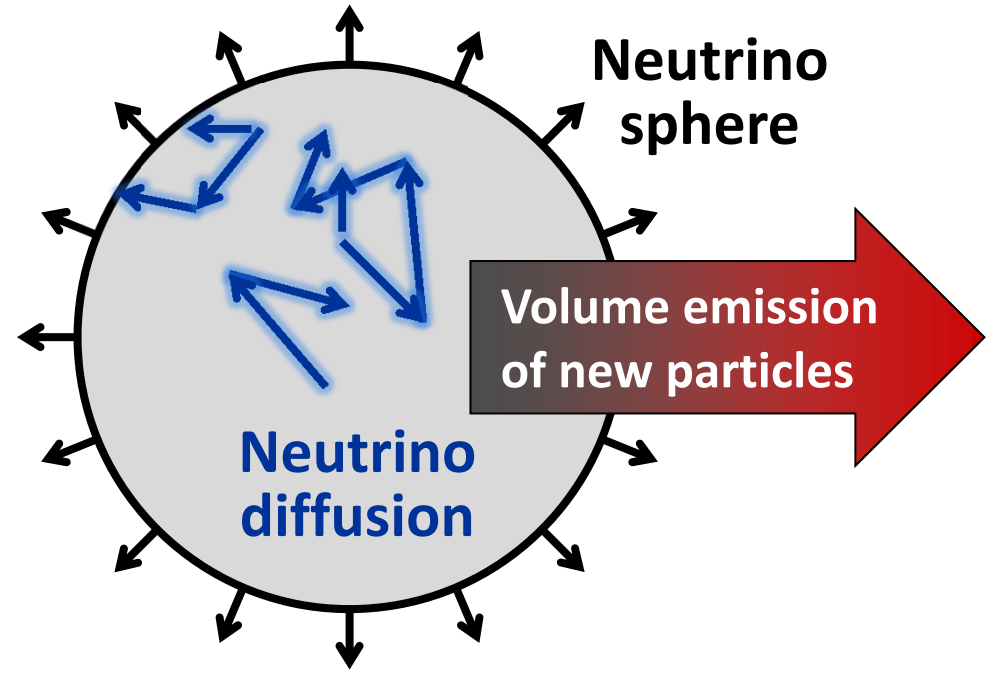 Neutrino
sphere
Volume emission
of new particles
Neutrino
diffusion